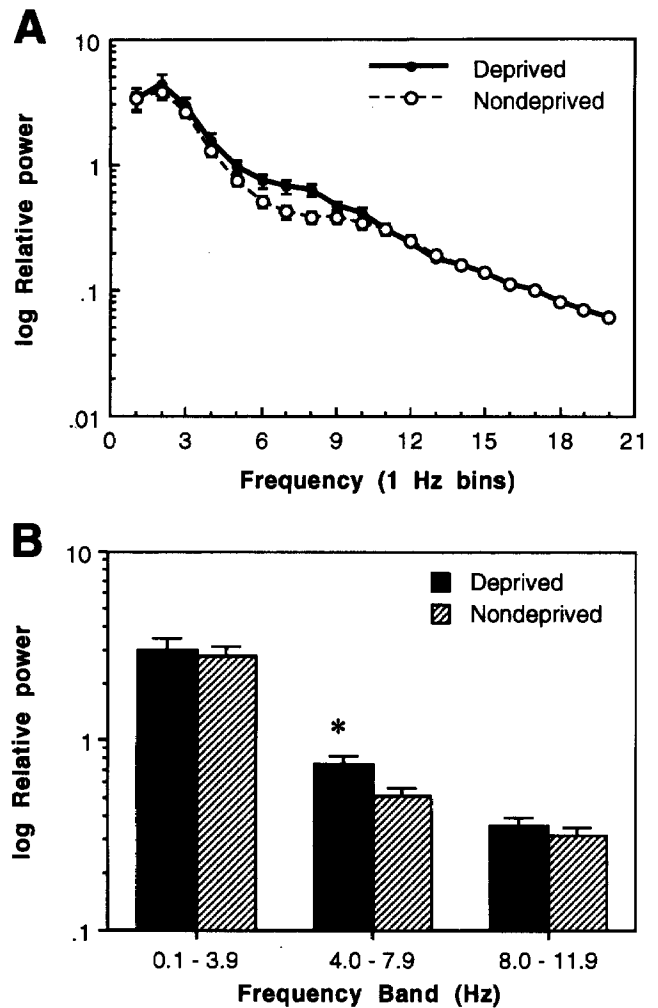 A
10
1
.1
.01
log Relative power
Deprived
Nondeprived
0 3 6 9 12 15 18 21
Frequency (1 Hz bins)
B
10
1
.1
log Relative power
Deprived
Nondeprived
*
0.1 - 3.9 4.0 - 7.9 8.0 - 11.9
Frequency Band (Hz)